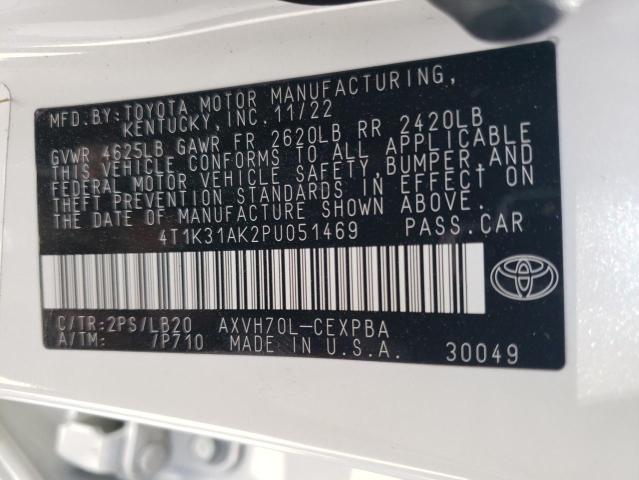 MFD.BY:TOYOTA MOTOR MANUFACTURING,
KENTUCKY,INC.11/22
GVWR 4625LB GAWR FR 2620LB RR 2420LB
THIS VEHICLE CONFORMS TO ALL APPLICABLE
FEDERAL MOTOR VEHICLE SAFETY,BUMPER,AND
THEFT PREVENTION STANDARDS IN EFFECT ON
THE DATE OF MANUFACTURE SHOWN ABOVE.
4T1K31AK2PU051469 PASS.CAR
C/TR:2PS/LB20 AXVH70L-CEXPBA
A/TM: 7P710 MADE IN U.S.A. 30049